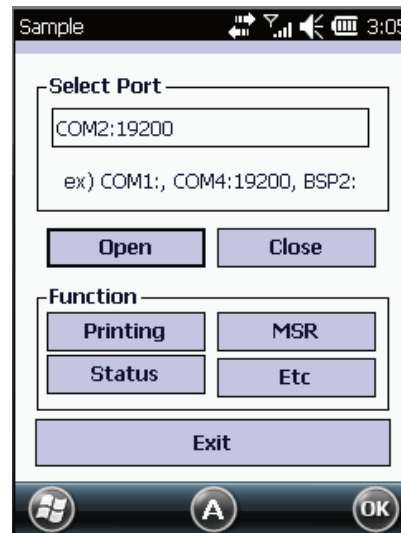 Sample 3:05
Select Port
COM2:19200
ex) COM1:, COM4:19200, BSP2:
Open Close
Function
Printing MSR
Status Etc
Exit
A OK